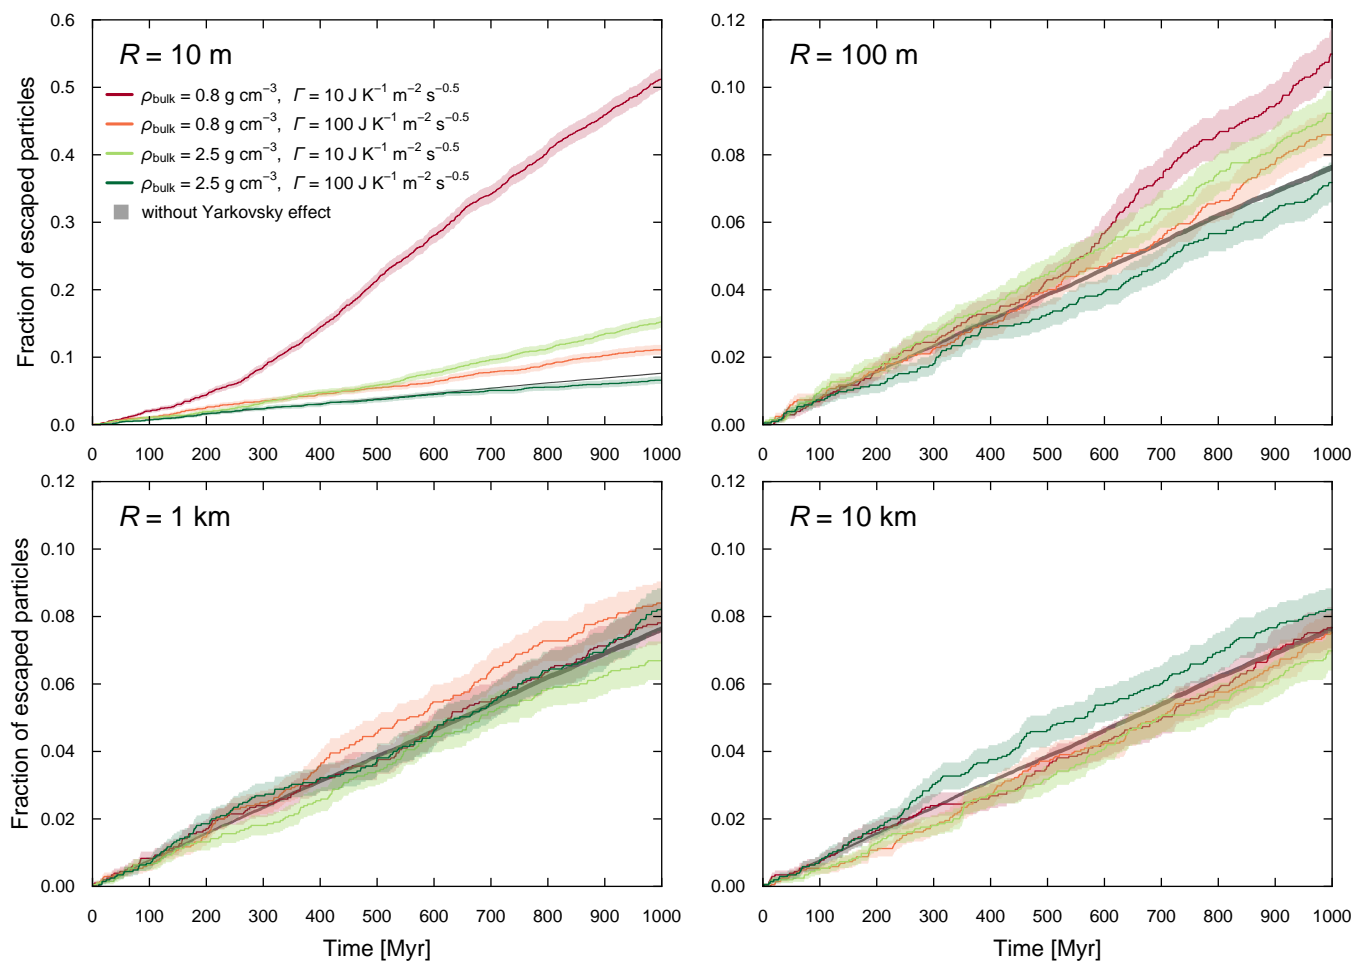 R = 10 m
ρbulk = 0.8 g cm⁻³, Γ = 10 J K⁻¹ m⁻² s⁻⁰·⁵
ρbulk = 0.8 g cm⁻³, Γ = 100 J K⁻¹ m⁻² s⁻⁰·⁵
ρbulk = 2.5 g cm⁻³, Γ = 10 J K⁻¹ m⁻² s⁻⁰·⁵
ρbulk = 2.5 g cm⁻³, Γ = 100 J K⁻¹ m⁻² s⁻⁰·⁵
without Yarkovsky effect
Fraction of escaped particles
0.6
0.5
0.4
0.3
0.2
0.1
0.0
0 100 200 300 400 500 600 700 800 900 1000
R = 100 m
0.12
0.10
0.08
0.06
0.04
0.02
0.00
0 100 200 300 400 500 600 700 800 900 1000
R = 1 km
Fraction of escaped particles
0.12
0.10
0.08
0.06
0.04
0.02
0.00
0 100 200 300 400 500 600 700 800 900 1000
Time [Myr]
R = 10 km
0.12
0.10
0.08
0.06
0.04
0.02
0.00
0 100 200 300 400 500 600 700 800 900 1000
Time [Myr]